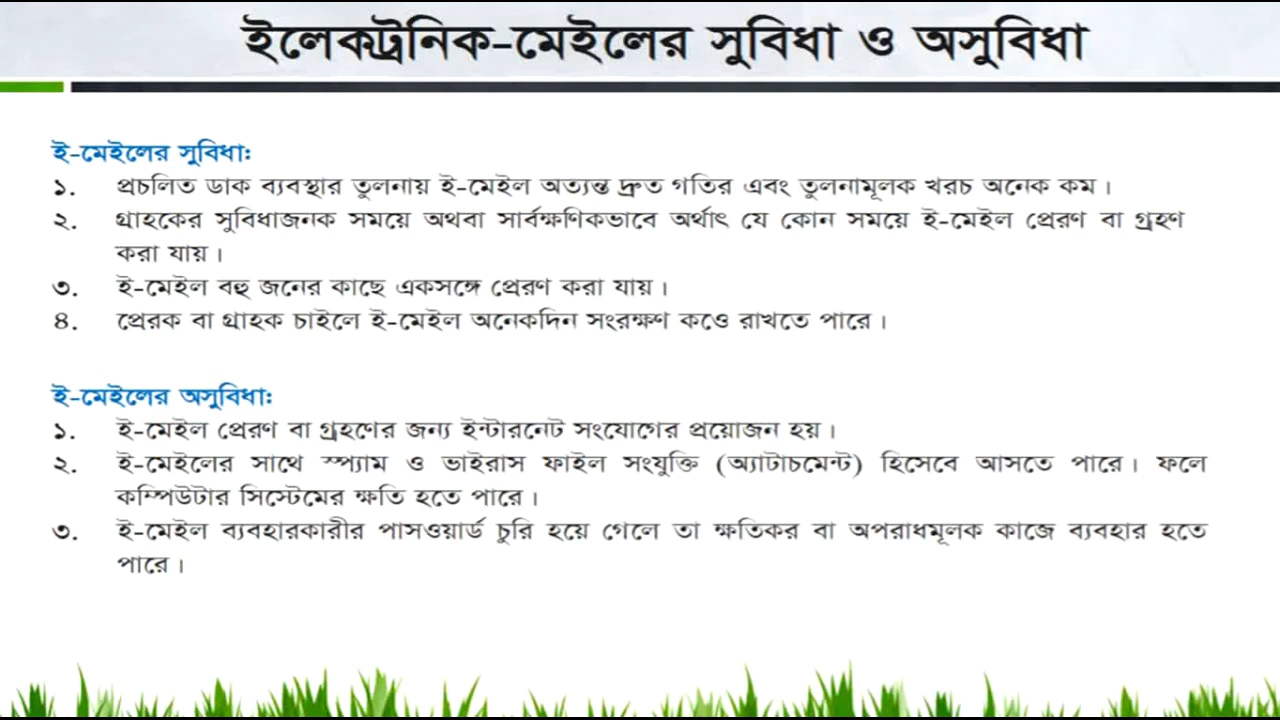 ইলেকট্রনিক-মেইলের সুবিধা ও অসুবিধা
ই-মেইলের সুবিধা:
১. প্রচলিত ডাক ব্যবস্থার তুলনায় ই-মেইল অত্যন্ত দ্রুত গতির এবং তুলনামূলক খরচ অনেক কম।
২. গ্রাহকের সুবিধাজনক সময়ে অথবা সার্বক্ষণিকভাবে অর্থাৎ যে কোন সময়ে ই-মেইল প্রেরণ বা গ্রহণ
করা যায়।
৩. ই-মেইল বহু জনের কাছে একসঙ্গে প্রেরণ করা যায়।
৪. প্রেরক বা গ্রাহক চাইলে ই-মেইল অনেকদিন সংরক্ষণ কওে রাখতে পারে।
ই-মেইলের অসুবিধা:
১. ই-মেইল প্রেরণ বা গ্রহণের জন্য ইন্টারনেট সংযোগের প্রয়োজন হয়।
২. ই-মেইলের সাথে স্প্যাম ও ভাইরাস ফাইল সংযুক্তি (অ্যাটাচমেন্ট) হিসেবে আসতে পারে। ফলে
কম্পিউটার সিস্টেমের ক্ষতি হতে পারে।
৩. ই-মেইল ব্যবহারকারীর পাসওয়ার্ড চুরি হয়ে গেলে তা ক্ষতিকর বা অপরাধমূলক কাজে ব্যবহার হতে
পারে।